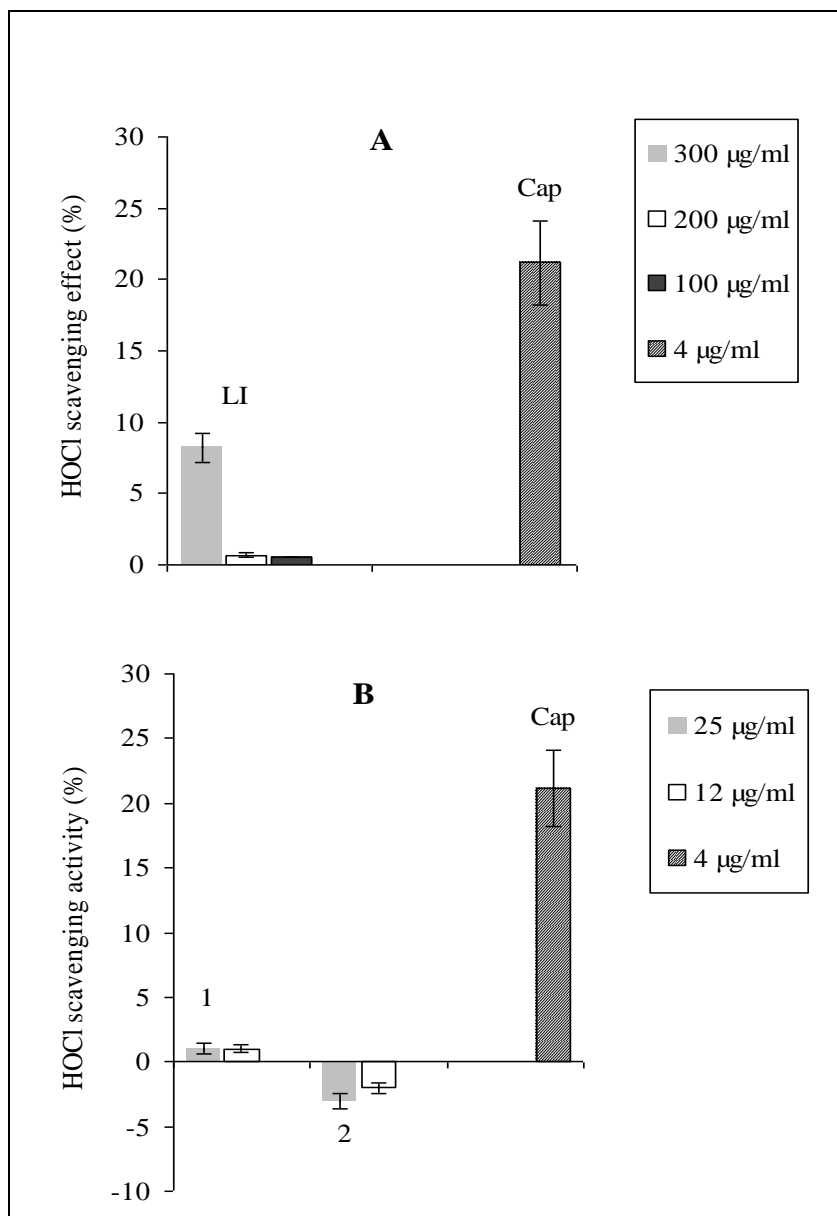 A
HOCl scavenging effect (%)
30
25
20
15
10
5
0
LI
Cap
300 µg/ml
200 µg/ml
100 µg/ml
4 µg/ml
B
HOCl scavenging activity (%)
30
25
20
15
10
5
0
-5
-10
1
2
Cap
25 µg/ml
12 µg/ml
4 µg/ml